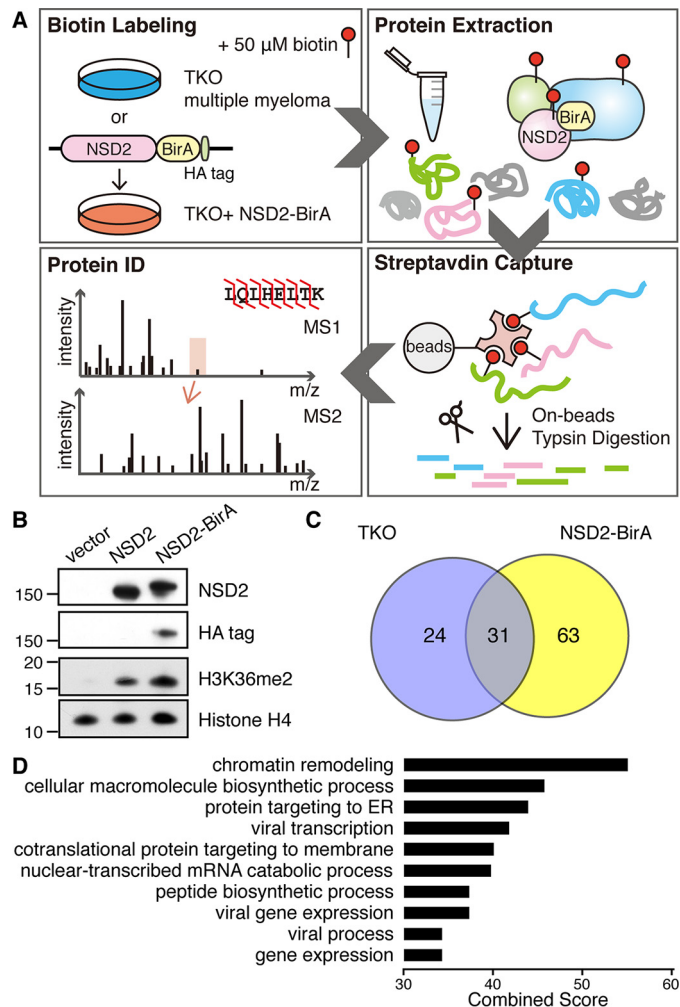 A
Biotin Labeling
+ 50 µM biotin
TKO
multiple myeloma
or
NSD2 BirA
HA tag
TKO+ NSD2-BirA
Protein Extraction
BirA
NSD2
Protein ID
LQLHELTK
MS1
intensity
m/z
MS2
intensity
m/z
Streptavdin Capture
beads
On-beads
Typsin Digestion
B
vector NSD2 NSD2-BirA
150 NSD2
150 HA tag
20
15
H3K36me2
10
Histone H4
C
TKO NSD2-BirA
24 31 63
D
chromatin remodeling
cellular macromolecule biosynthetic process
protein targeting to ER
viral transcription
cotranslational protein targeting to membrane
nuclear-transcribed mRNA catabolic process
peptide biosynthetic process
viral gene expression
viral process
gene expression
30 40 50 60
Combined Score